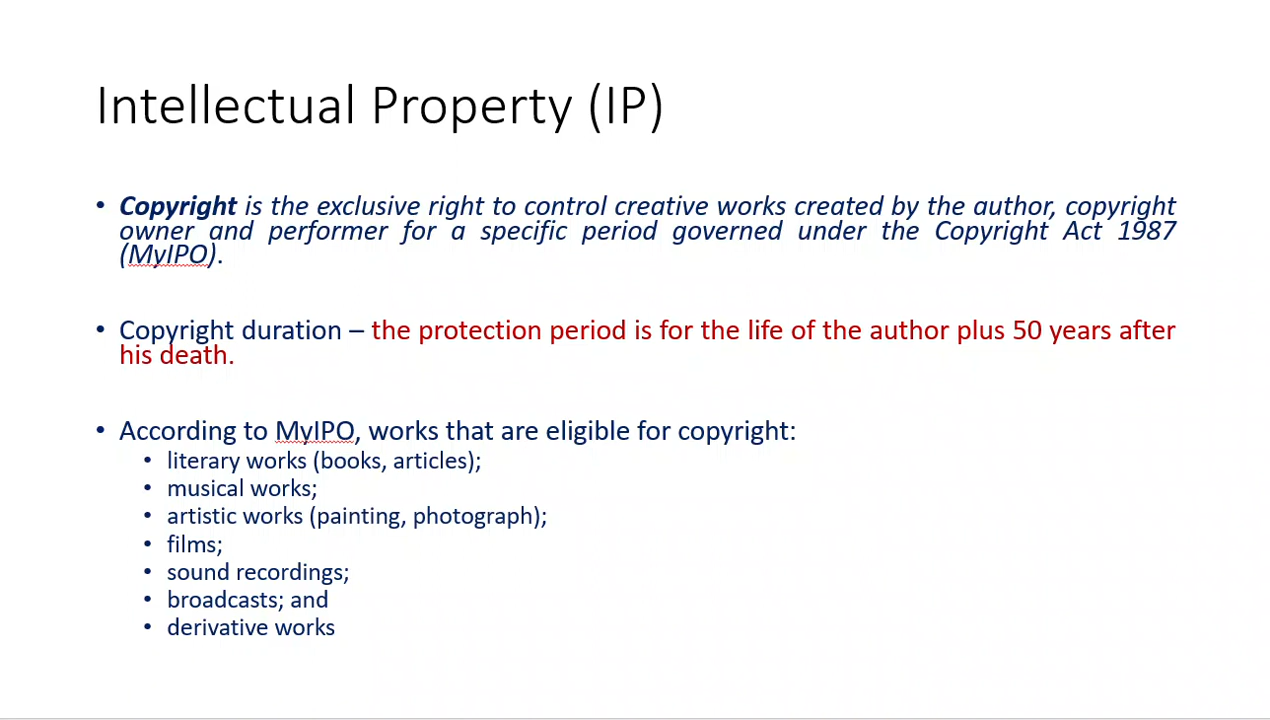 Intellectual Property (IP)
• Copyright is the exclusive right to control creative works created by the author, copyright
owner and performer for a specific period governed under the Copyright Act 1987
(MyIPO).
• Copyright duration – the protection period is for the life of the author plus 50 years after
his death.
• According to MyIPO, works that are eligible for copyright:
• literary works (books, articles);
• musical works;
• artistic works (painting, photograph);
• films;
• sound recordings;
• broadcasts; and
• derivative works